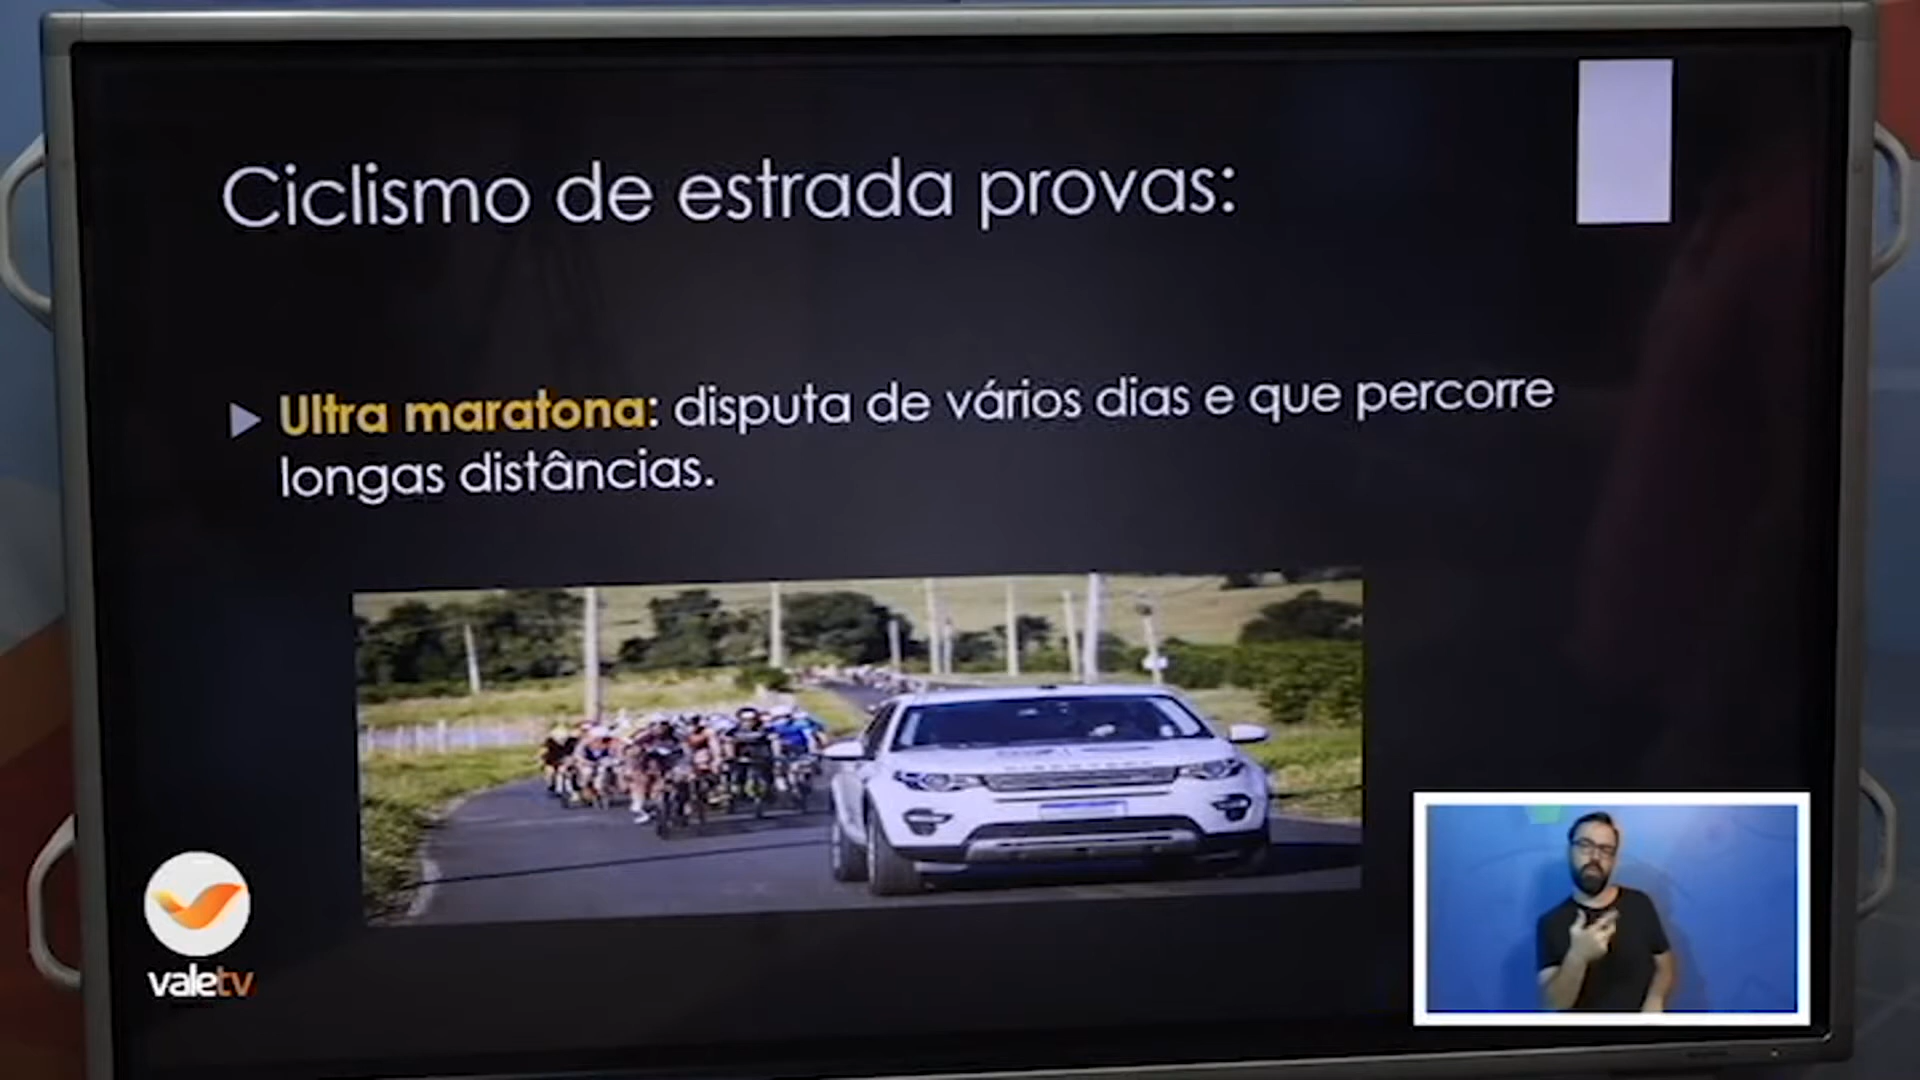 Ciclismo de estrada provas:
Ultra maratona: disputa de vários dias e que percorre
longas distâncias.
valetv